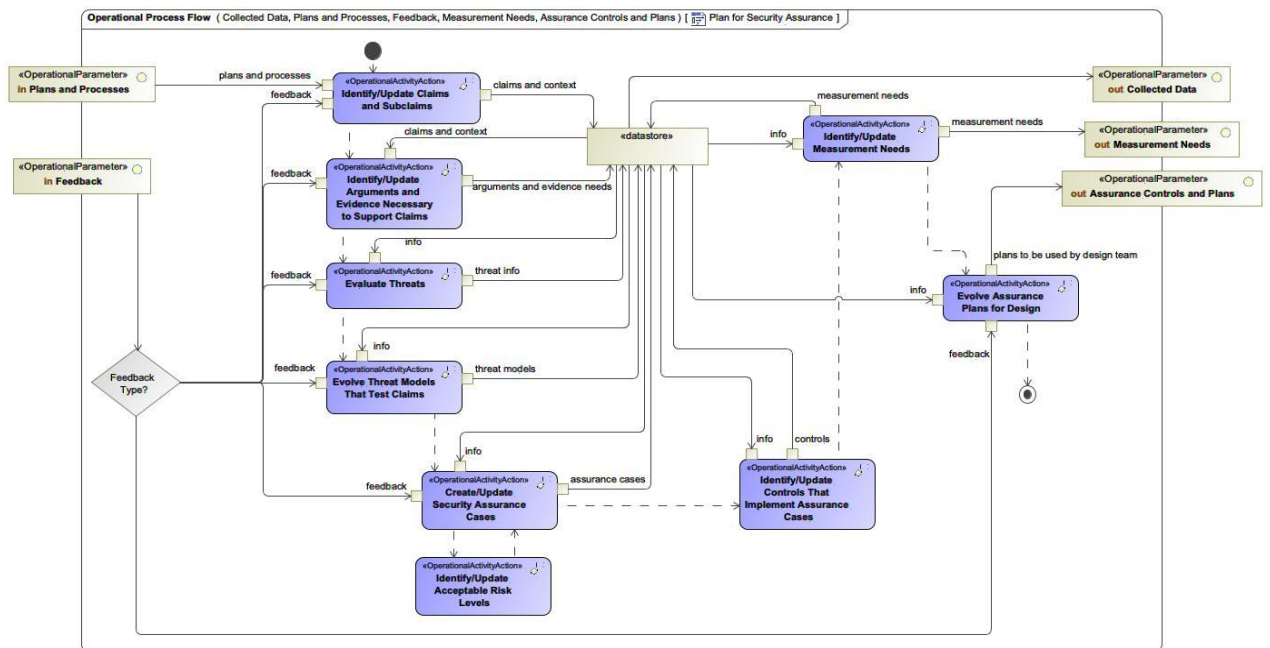 Operational Process Flow ( Collected Data, Plans and Processes, Feedback, Measurement Needs, Assurance Controls and Plans ) [ Plan for Security Assurance ]
«OperationalParameter»
in Plans and Processes
plans and processes
feedback
«OperationalActivityAction»
Identify/Update Claims
and Subclaims
claims and context
«OperationalParameter»
out Collected Data
measurement needs
«OperationalActivityAction»
Identify/Update
Measurement Needs
measurement needs
«OperationalParameter»
out Measurement Needs
«datastore»
info
claims and context
«OperationalParameter»
in Feedback
feedback
«OperationalActivityAction»
Identify/Update
Arguments and
Evidence Necessary
to Support Claims
arguments and evidence needs
«OperationalParameter»
out Assurance Controls and Plans
info
feedback
«OperationalActivityAction»
Evaluate Threats
threat info
plans to be used by design team
info
«OperationalActivityAction»
Evolve Assurance
Plans for Design
feedback
info
feedback
«OperationalActivityAction»
Evolve Threat Models
That Test Claims
threat models
Feedback
Type?
info
feedback
«OperationalActivityAction»
Create/Update
Security Assurance
Cases
assurance cases
info
controls
«OperationalActivityAction»
Identify/Update
Controls That
Implement Assurance
Cases
«OperationalActivityAction»
Identify/Update
Acceptable Risk
Levels